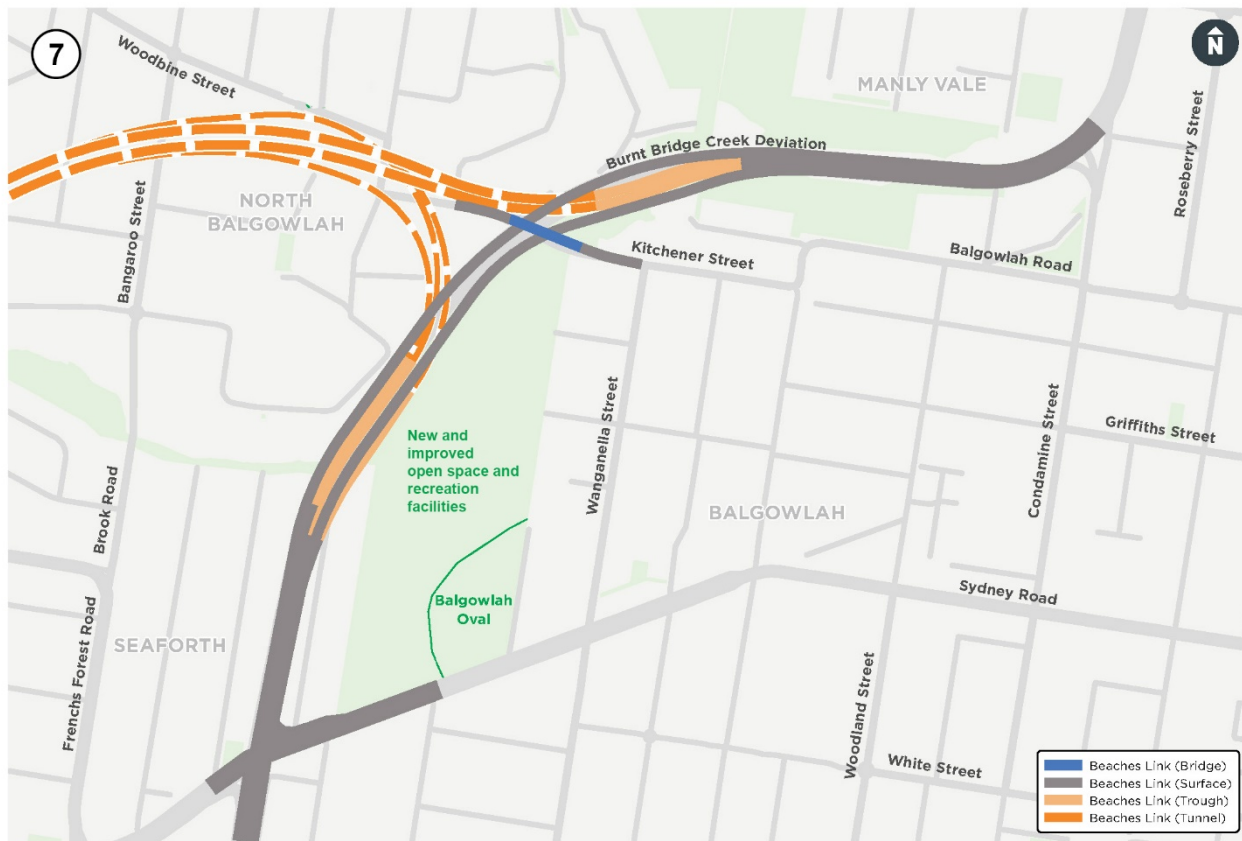 7
N
Woodbine Street
MANLY VALE
Roseberry Street
Burnt Bridge Creek Deviation
NORTH
BALGOWLAH
Bangaroo Street
Kitchener Street
Balgowlah Road
Wanganella Street
Condamine Street
Griffiths Street
New and
improved
open space and
recreation
facilities
Brook Road
BALGOWLAH
Sydney Road
Balgowlah
Oval
SEAFORTH
Frenchs Forest Road
Woodland Street
White Street
Beaches Link (Bridge)
Beaches Link (Surface)
Beaches Link (Trough)
Beaches Link (Tunnel)